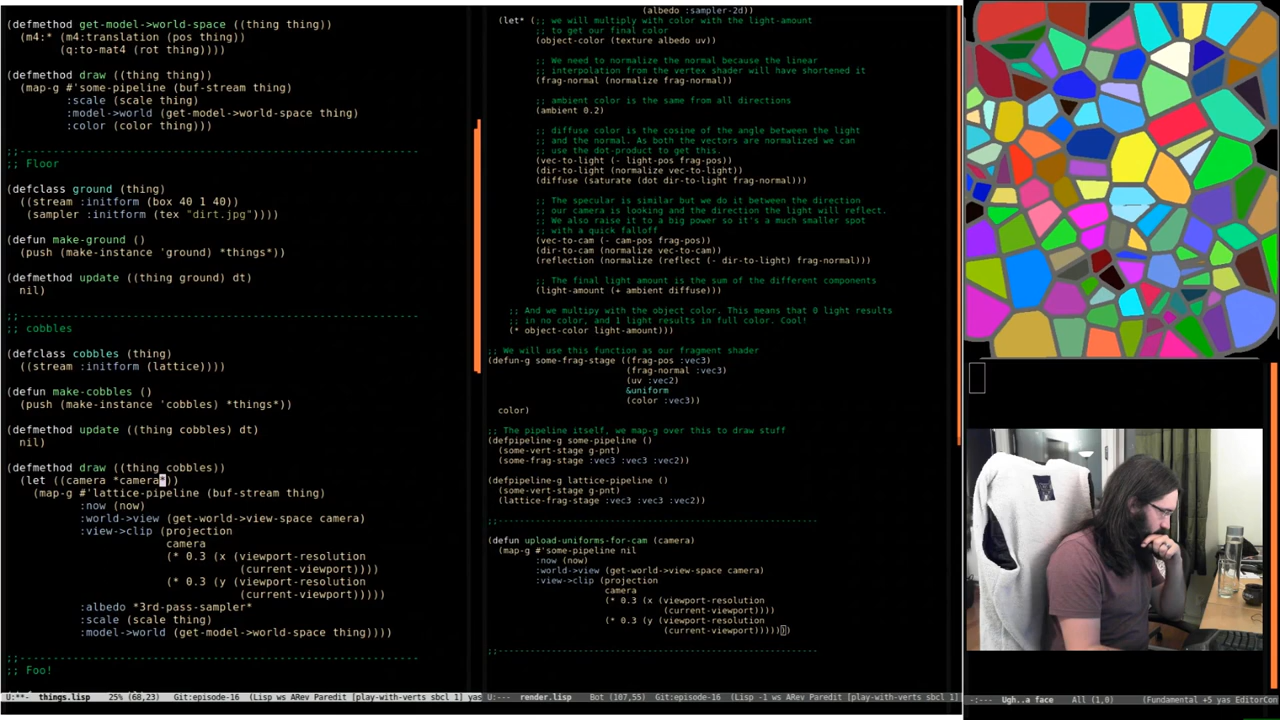 (defmethod get-model->world-space ((thing thing))
  (m4:* (m4:translation (pos thing))
        (q:to-mat4 (rot thing))))

(defmethod draw ((thing thing))
  (map-g #'some-pipeline (buf-stream thing)
         :scale (scale thing)
         :model->world (get-model->world-space thing)
         :color (color thing)))

;;---------------------------------------------------------------
;; Floor

(defclass ground (thing)
  ((stream :initform (box 40 1 40))
   (sampler :initform (tex "dirt.jpg"))))

(defun make-ground ()
  (push (make-instance 'ground) *things*))

(defmethod update ((thing ground) dt)
  nil)

;;---------------------------------------------------------------
;; cobbles

(defclass cobbles (thing)
  ((stream :initform (lattice))))

(defun make-cobbles ()
  (push (make-instance 'cobbles) *things*))

(defmethod update ((thing cobbles) dt)
  nil)

(defmethod draw ((thing cobbles))
  (let ((camera *camera*))
    (map-g #'lattice-pipeline (buf-stream thing)
           :now (now)
           :world->view (get-world->view-space camera)
           :view->clip (projection
                        camera
                        (* 0.3 (x (viewport-resolution
                                   (current-viewport))))
                        (* 0.3 (y (viewport-resolution
                                   (current-viewport)))))
           :albedo *3rd-pass-sampler*
           :scale (scale thing)
           :model->world (get-model->world-space thing))))

;;---------------------------------------------------------------
;; Foo!
U:**-  things.lisp    25% (68,23)    Git:episode-16  (Lisp ws ARev Paredit [play-with-verts sbcl 1] yas
(albedo :sampler-2d))
  (let* (;; we will multiply with color with the light-amount
         ;; to get our final color
         (object-color (texture albedo uv))

         ;; We need to normalize the normal because the linear
         ;; interpolation from the vertex shader will have shortened it
         (frag-normal (normalize frag-normal))

         ;; ambient color is the same from all directions
         (ambient 0.2)

         ;; diffuse color is the cosine of the angle between the light
         ;; and the normal. As both the vectors are normalized we can
         ;; use the dot-product to get this.
         (vec-to-light (- light-pos frag-pos))
         (dir-to-light (normalize vec-to-light))
         (diffuse (saturate (dot dir-to-light frag-normal)))

         ;; The specular is similar but we do it between the direction
         ;; our camera is looking and the direction the light will reflect.
         ;; We also raise it to a big power so it's a much smaller spot
         ;; with a quick falloff
         (vec-to-cam (- cam-pos frag-pos))
         (dir-to-cam (normalize vec-to-cam))
         (reflection (normalize (reflect (- dir-to-light) frag-normal)))

         ;; The final light amount is the sum of the different components
         (light-amount (+ ambient diffuse)))

    ;; And we multipy with the object color. This means that 0 light results
    ;; in no color, and 1 light results in full color. Cool!
    (* object-color light-amount)))

;; We will use this function as our fragment shader
(defun-g some-frag-stage ((frag-pos :vec3)
                          (frag-normal :vec3)
                          (uv :vec2)
                          &uniform
                          (color :vec3))
  color)

;; The pipeline itself, we map-g over this to draw stuff
(defpipeline-g some-pipeline ()
  (some-vert-stage g-pnt)
  (some-frag-stage :vec3 :vec3 :vec2))

(defpipeline-g lattice-pipeline ()
  (some-vert-stage g-pnt)
  (lattice-frag-stage :vec3 :vec3 :vec2))

;;---------------------------------------------------------------

(defun upload-uniforms-for-cam (camera)
  (map-g #'some-pipeline nil
         :now (now)
         :world->view (get-world->view-space camera)
         :view->clip (projection
                      camera
                      (* 0.3 (x (viewport-resolution
                                 (current-viewport))))
                      (* 0.3 (y (viewport-resolution
                                 (current-viewport)))))))

;;---------------------------------------------------------------
U:---  render.lisp    Bot (107,55)   Git:episode-16  (Lisp -1 ws ARev Paredit [play-with-verts sbcl 1]
-:---  Ugh..a face    All (1,0)      (Fundamental +5 yas EditorCon